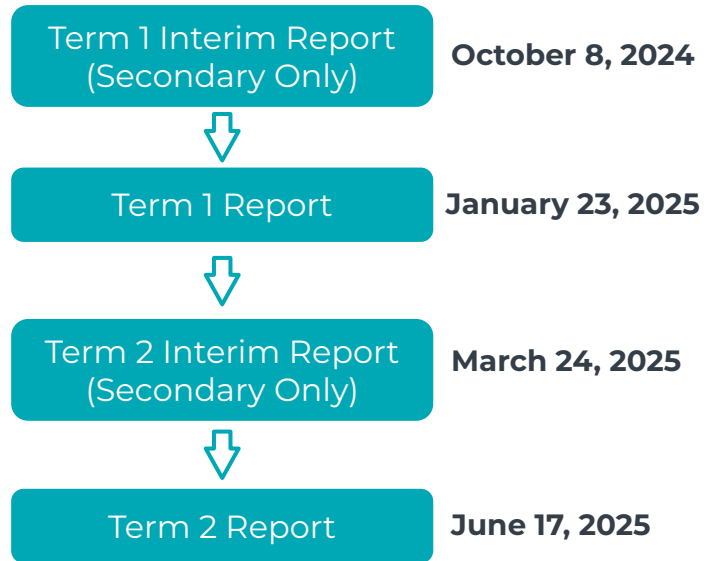 Term 1 Interim Report
(Secondary Only)
October 8, 2024
Term 1 Report
January 23, 2025
Term 2 Interim Report
(Secondary Only)
March 24, 2025
Term 2 Report
June 17, 2025